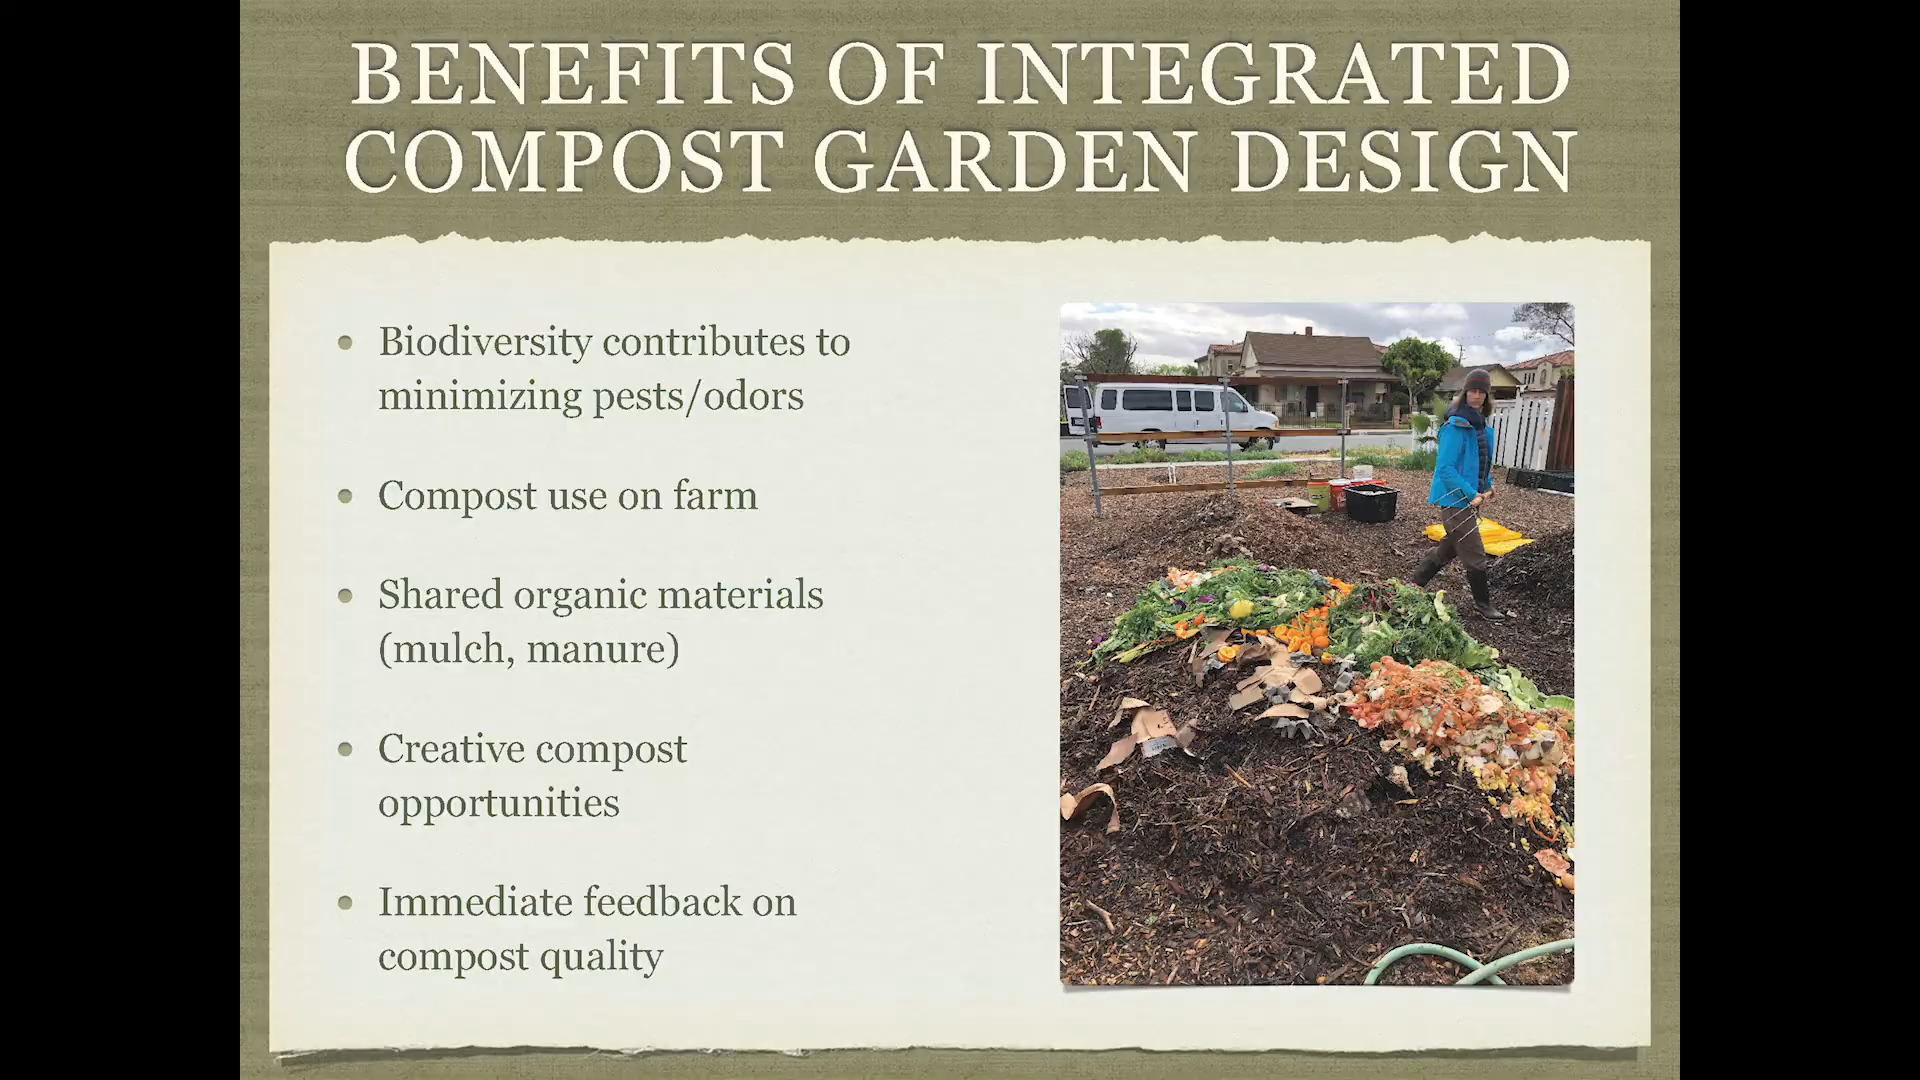 BENEFITS OF INTEGRATED
COMPOST GARDEN DESIGN
• Biodiversity contributes to
minimizing pests/odors
• Compost use on farm
• Shared organic materials
(mulch, manure)
• Creative compost
opportunities
• Immediate feedback on
compost quality